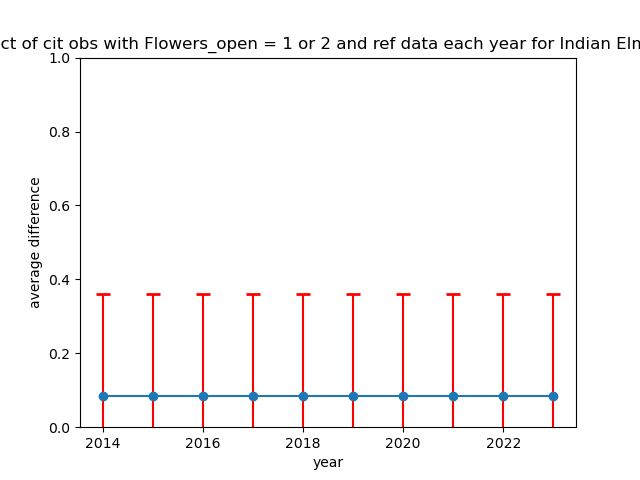 ct of cit obs with Flowers_open = 1 or 2 and ref data each year for Indian Elm
1.0
0.8
0.6
0.4
0.2
0.0
average difference
2014 2016 2018 2020 2022
year